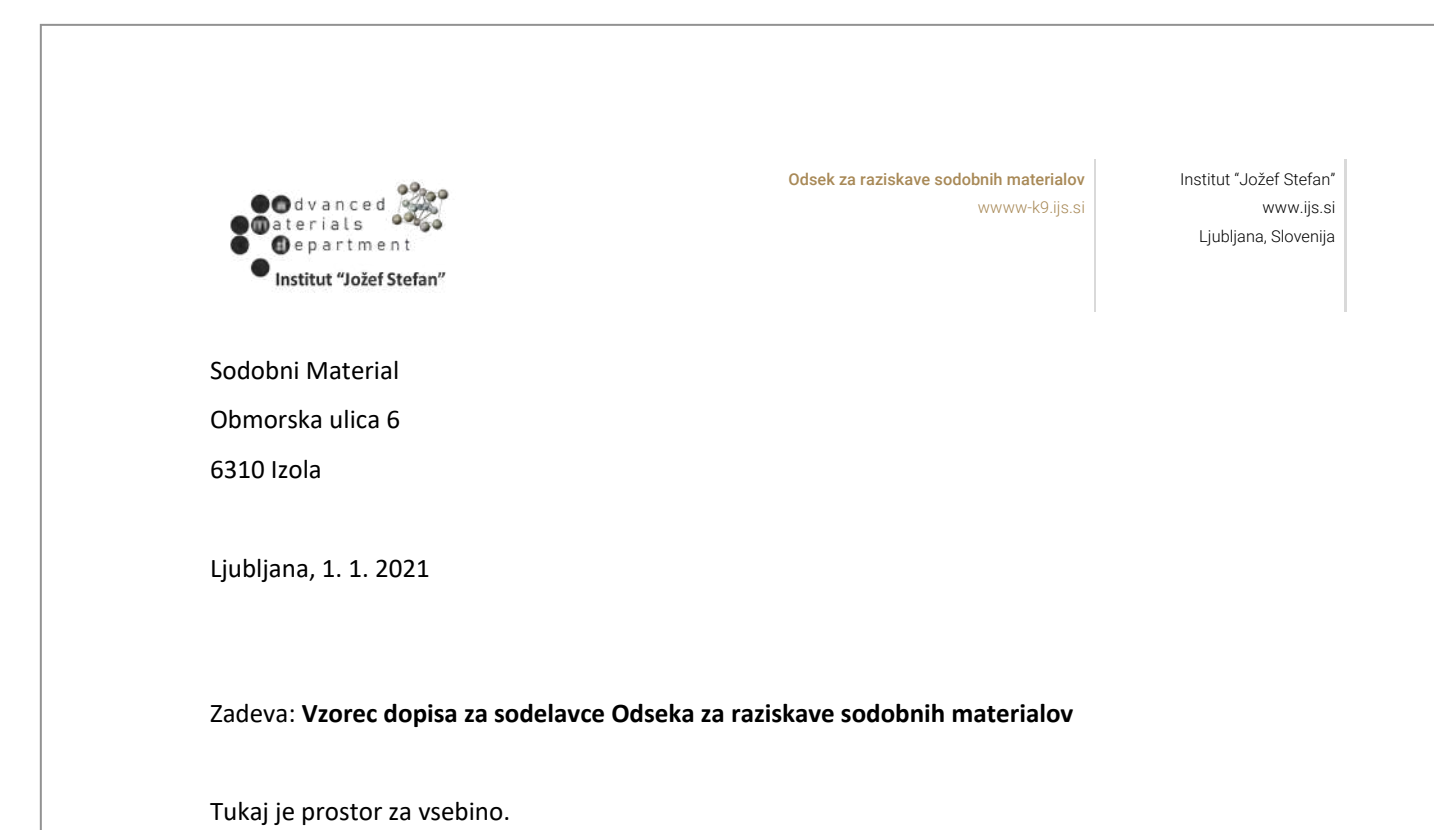 advanced
materials
department
Institut “Jožef Stefan”
Odsek za raziskave sodobnih materialov
wwww-k9.ijs.si
Institut “Jožef Stefan”
www.ijs.si
Ljubljana, Slovenija
Sodobni Material
Obmorska ulica 6
6310 Izola
Ljubljana, 1. 1. 2021
Zadeva: Vzorec dopisa za sodelavce Odseka za raziskave sodobnih materialov
Tukaj je prostor za vsebino.